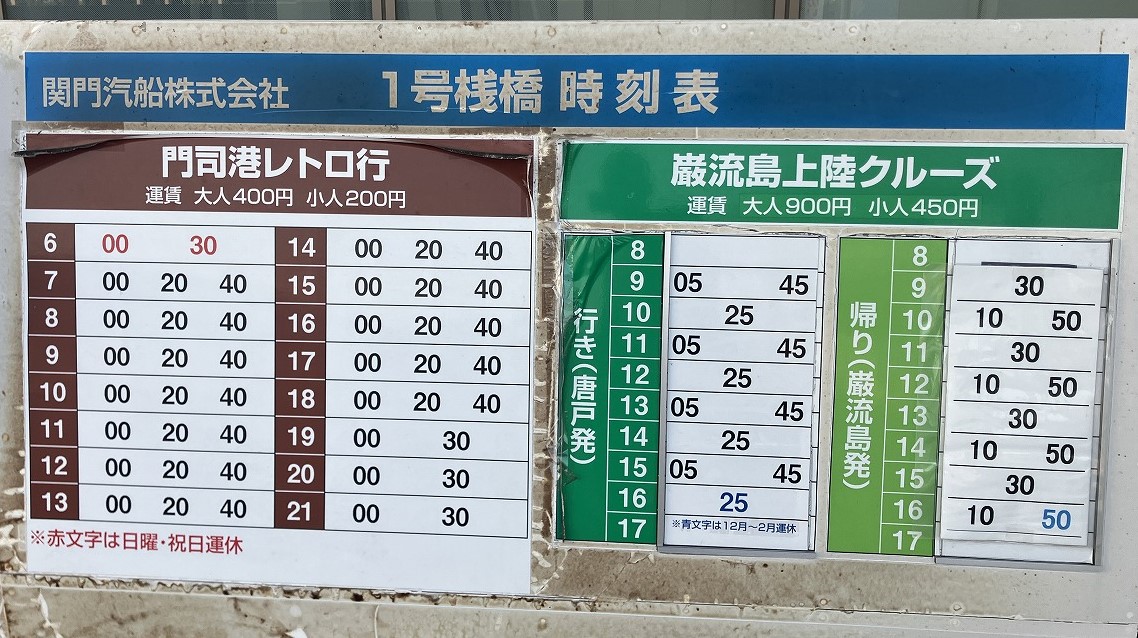 関門汽船株式会社 1号桟橋 時刻表
門司港レトロ行
運賃 大人400円 小人200円
6 00 30
7 00 20 40
8 00 20 40
9 00 20 40
10 00 20 40
11 00 20 40
12 00 20 40
13 00 20 40
14 00 20 40
15 00 20 40
16 00 20 40
17 00 20 40
18 00 20 40
19 00 30
20 00 30
21 00 30
※赤文字は日曜・祝日運休
巌流島上陸クルーズ
運賃 大人900円 小人450円
行き(唐戸発)
8
9 05 45
10 25
11 05 45
12 25
13 05 45
14 25
15 05 45
16 25
17
※青文字は12月～2月運休
帰り(巌流島発)
8
9 30
10 10 50
11 30
12 10 50
13 30
14 10 50
15 30
16 10 50
17